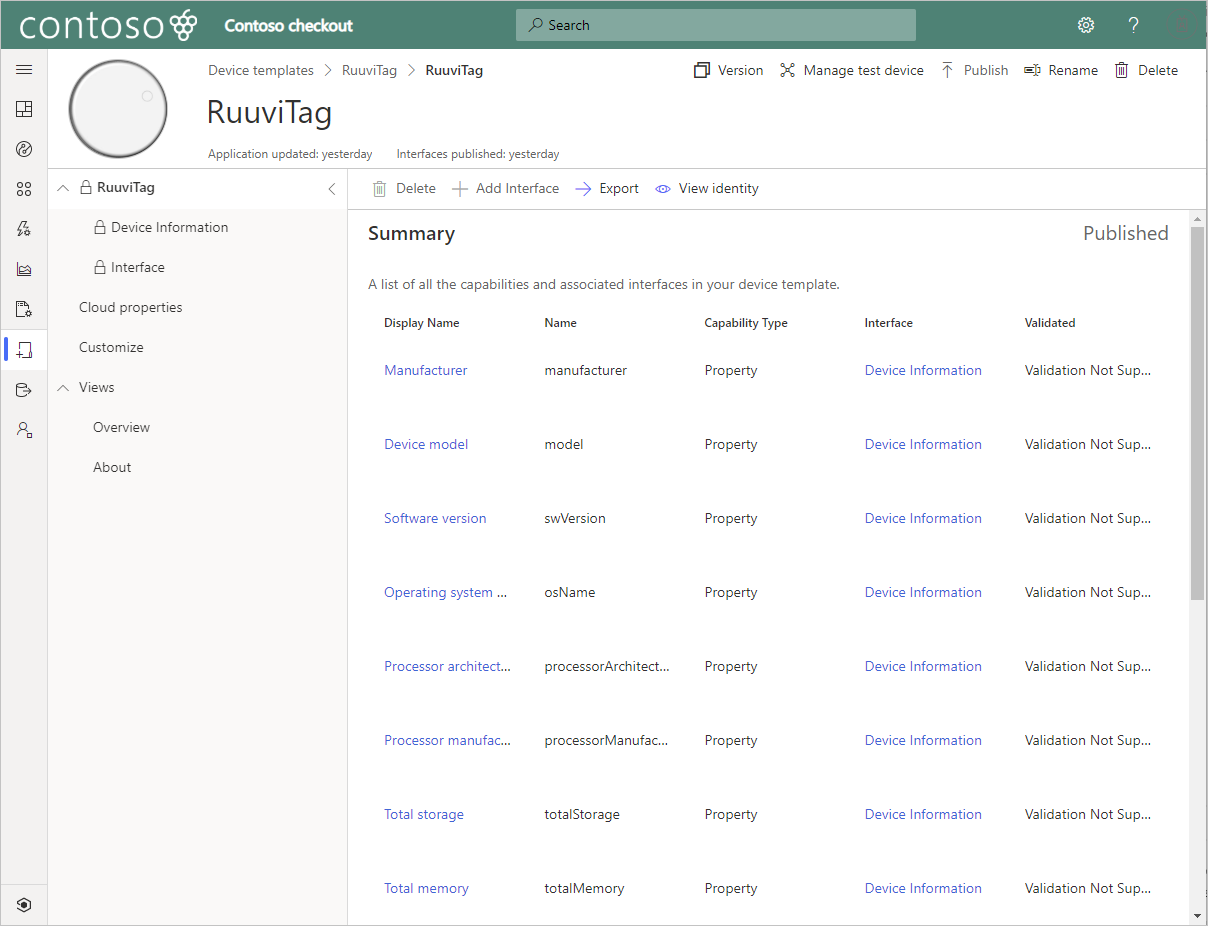 contoso Contoso checkout Search ?
Device templates > RuuviTag > RuuviTag Version Manage test device Publish Rename Delete
RuuviTag
Application updated: yesterday Interfaces published: yesterday
RuuviTag
Device Information
Interface
Cloud properties
Customize
Views
Overview
About
Delete Add Interface Export View identity
Summary Published
A list of all the capabilities and associated interfaces in your device template.
Display Name Name Capability Type Interface Validated
Manufacturer manufacturer Property Device Information Validation Not Sup...
Device model model Property Device Information Validation Not Sup...
Software version swVersion Property Device Information Validation Not Sup...
Operating system ... osName Property Device Information Validation Not Sup...
Processor architect... processorArchitect... Property Device Information Validation Not Sup...
Processor manufac... processorManufac... Property Device Information Validation Not Sup...
Total storage totalStorage Property Device Information Validation Not Sup...
Total memory totalMemory Property Device Information Validation Not Sup...